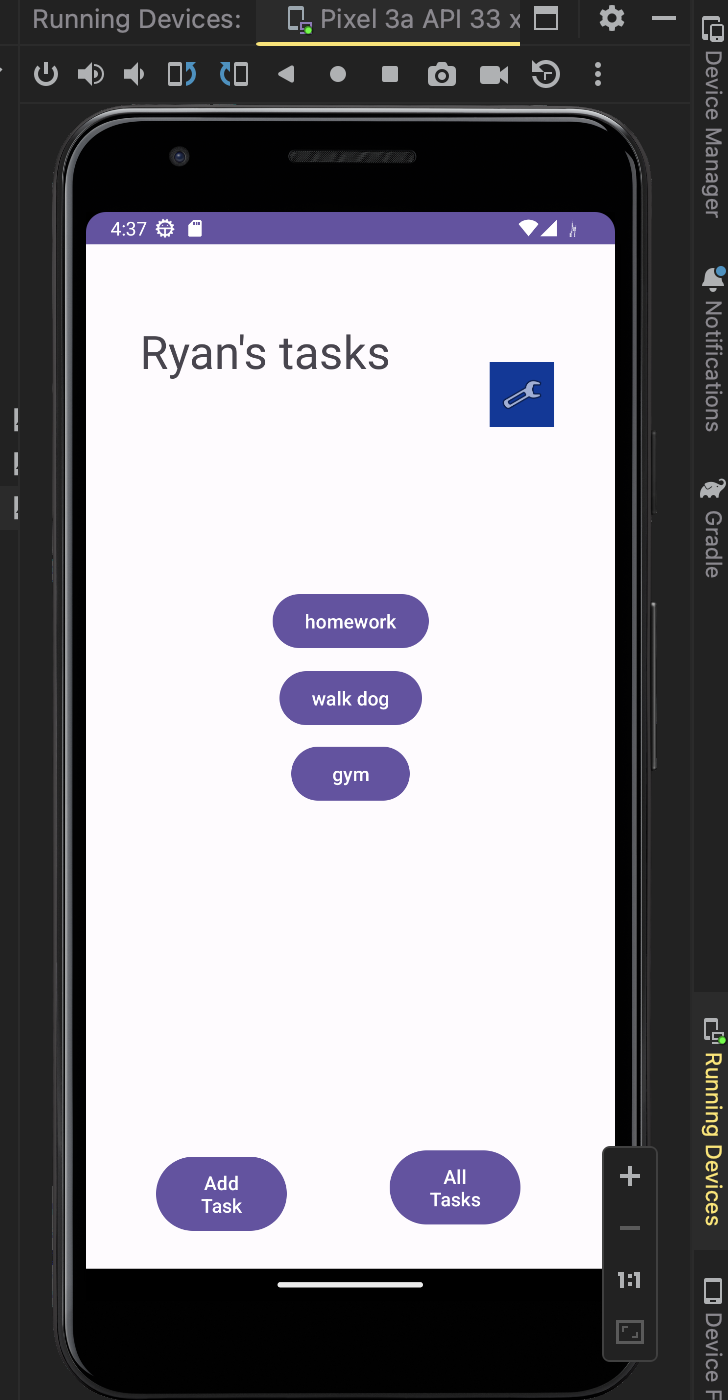 Running Devices:
Pixel 3a API 33 x
4:37
Ryan's tasks
homework
walk dog
gym
Add
Task
All
Tasks
1:1
Device Manager
Notifications
Gradle
Running Devices
Device